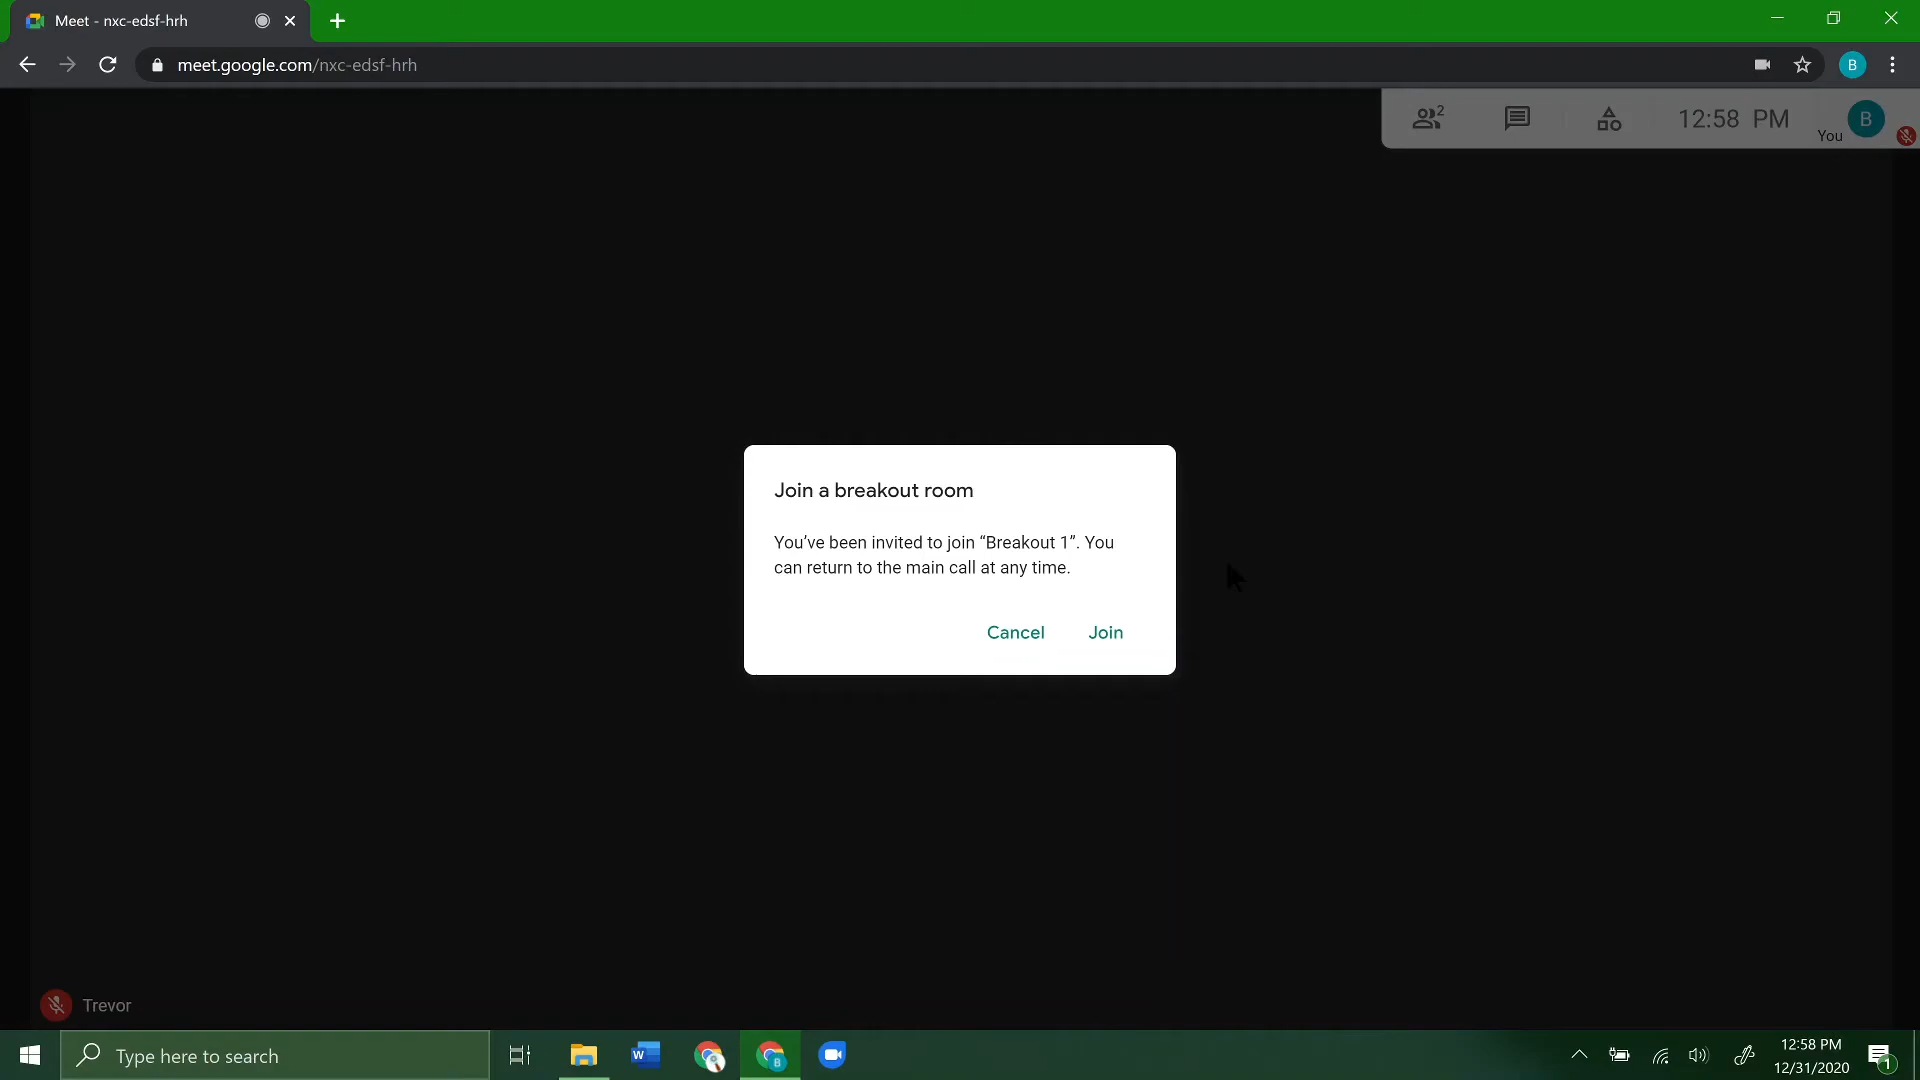 Meet - nxc-edsf-hrh
meet.google.com/nxc-edsf-hrh
B
2
12:58 PM
You
B
Join a breakout room
You've been invited to join “Breakout 1”. You
can return to the main call at any time.
Cancel Join
Trevor
Type here to search
W
B
12:58 PM
12/31/2020
1